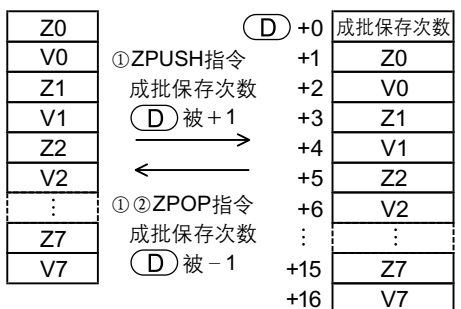 Z0
V0
Z1
V1
Z2
V2
⋮
Z7
V7
①ZPUSH指令
成批保存次数
D 被+1
①②ZPOP指令
成批保存次数
D 被-1
D +0 成批保存次数
+1 Z0
+2 V0
+3 Z1
+4 V1
+5 Z2
+6 V2
⋮ ⋮
+15 Z7
+16 V7